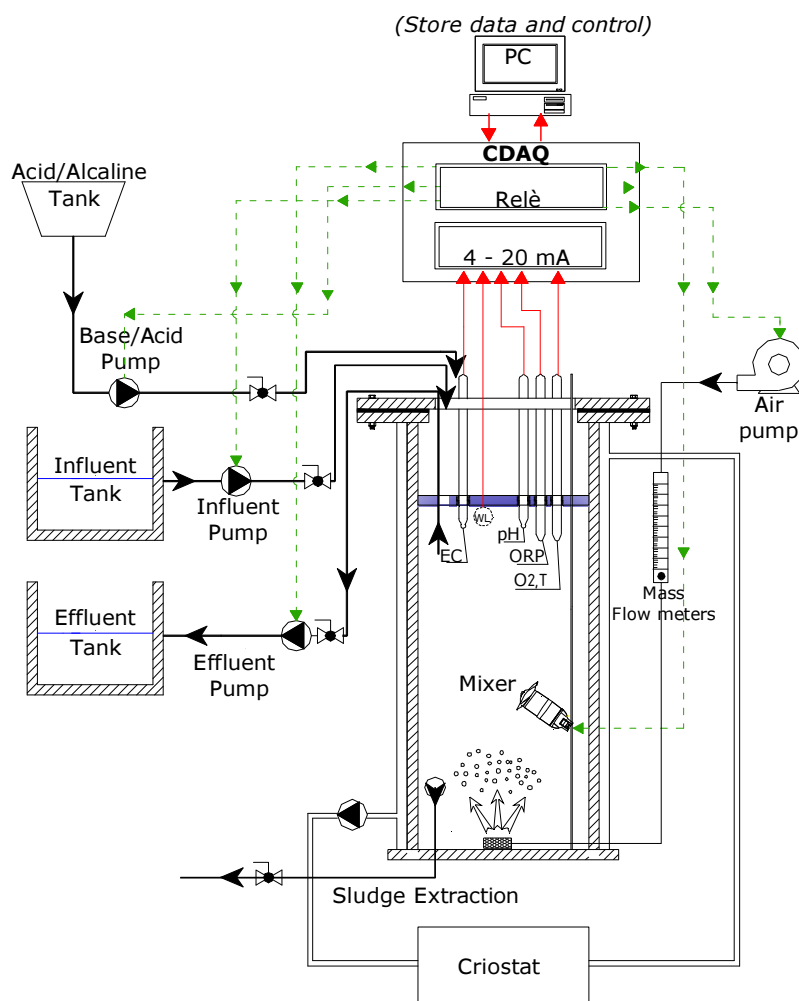 (Store data and control)
PC
CDAQ
Relè
4 - 20 mA
Acid/Alcaline
Tank
Base/Acid
Pump
Influent
Tank
Influent
Pump
Effluent
Tank
Effluent
Pump
Air
pump
WL
EC
pH
ORP
O2,T
Mass
Flow meters
Mixer
Sludge Extraction
Criostat